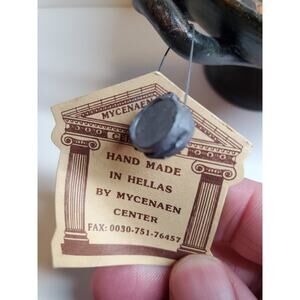 MYCENAEN
HAND MADE
IN HELLAS
BY MYCENAEN
CENTER
FAX: 0030-751-76457